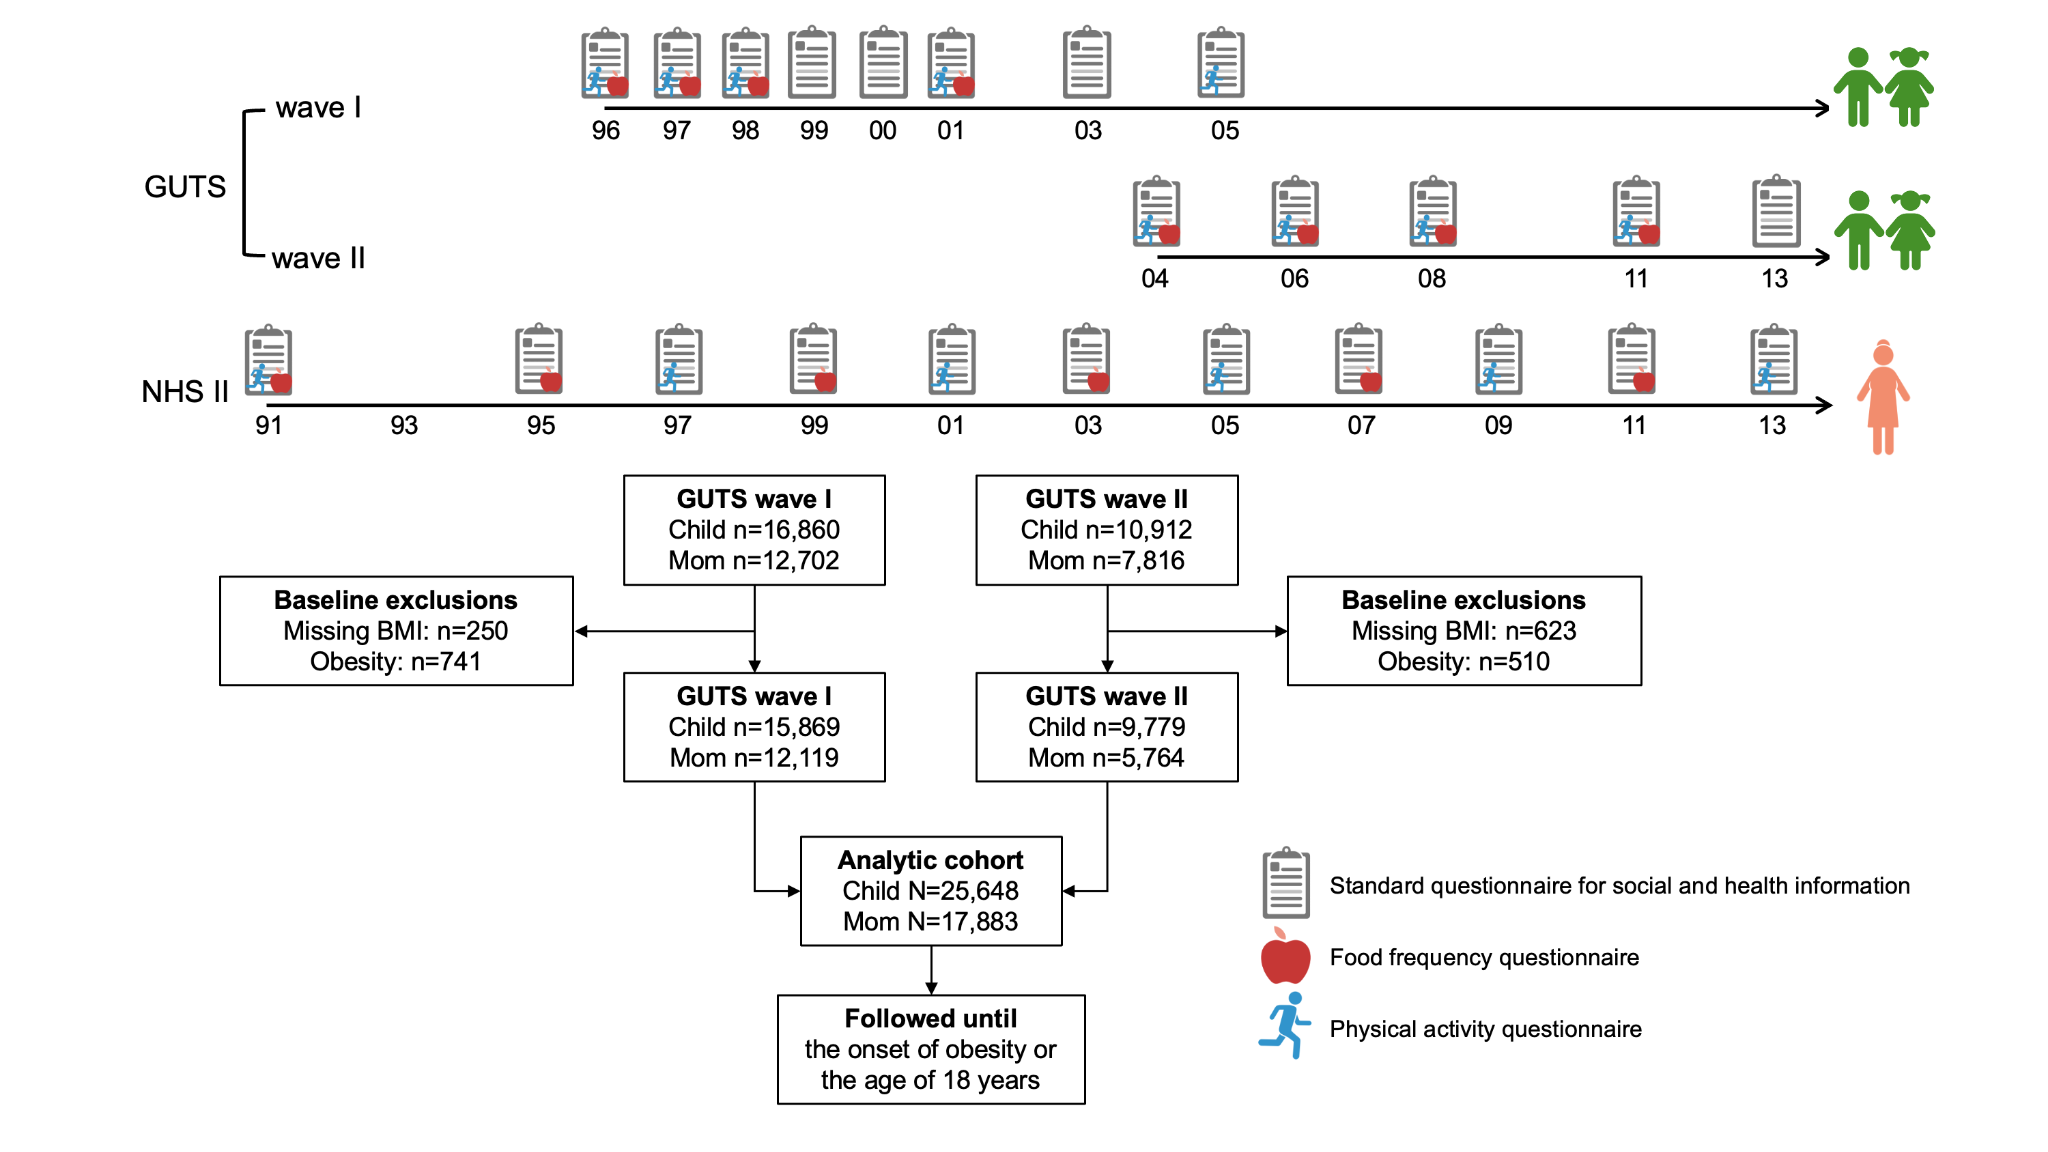 wave I
96 97 98 99 00 01 03 05
GUTS
wave II
04 06 08 11 13
NHS II
91 93 95 97 99 01 03 05 07 09 11 13
GUTS wave I
Child n=16,860
Mom n=12,702
GUTS wave II
Child n=10,912
Mom n=7,816
Baseline exclusions
Missing BMI: n=250
Obesity: n=741
Baseline exclusions
Missing BMI: n=623
Obesity: n=510
GUTS wave I
Child n=15,869
Mom n=12,119
GUTS wave II
Child n=9,779
Mom n=5,764
Analytic cohort
Child N=25,648
Mom N=17,883
Followed until
the onset of obesity or
the age of 18 years
Standard questionnaire for social and health information
Food frequency questionnaire
Physical activity questionnaire